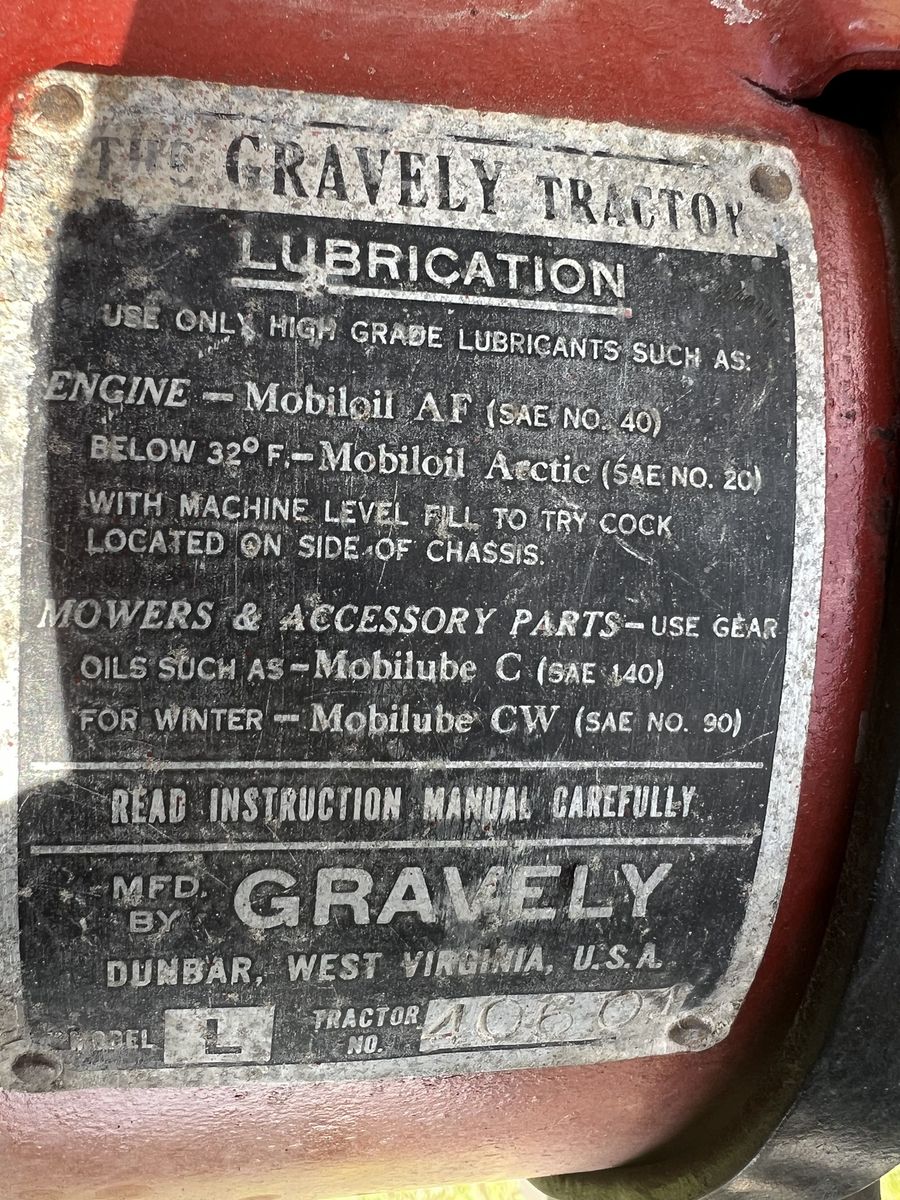 THE GRAVELY TRACTOR
LUBRICATION
USE ONLY HIGH GRADE LUBRICANTS SUCH AS:
ENGINE — Mobiloil AF (SAE NO. 40)
BELOW 32° F.—Mobiloil Arctic (SAE NO. 20)
WITH MACHINE LEVEL FILL TO TRY COCK
LOCATED ON SIDE OF CHASSIS.
MOWERS & ACCESSORY PARTS—USE GEAR
OILS SUCH AS—Mobilube C (SAE 140)
FOR WINTER — Mobilube CW (SAE NO. 90)
READ INSTRUCTION MANUAL CAREFULLY
MFD. BY GRAVELY
DUNBAR, WEST VIRGINIA, U.S.A.
MODEL L TRACTOR NO. 40601